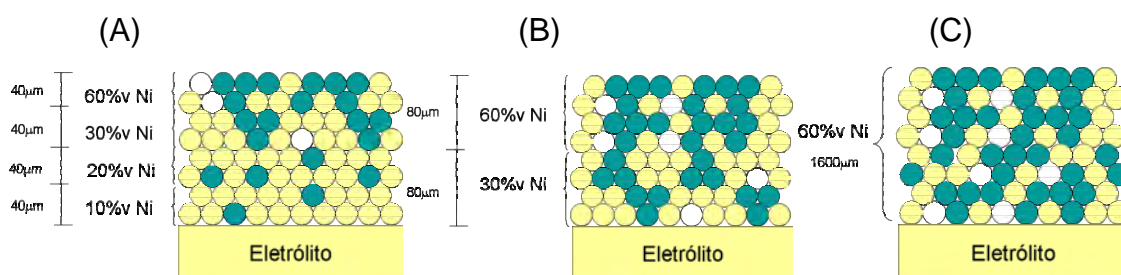 (A)
40µm
60%v Ni
40µm
30%v Ni
40µm
20%v Ni
40µm
10%v Ni
Eletrólito
(B)
80µm
60%v Ni
80µm
30%v Ni
Eletrólito
(C)
60%v Ni
1600µm
Eletrólito